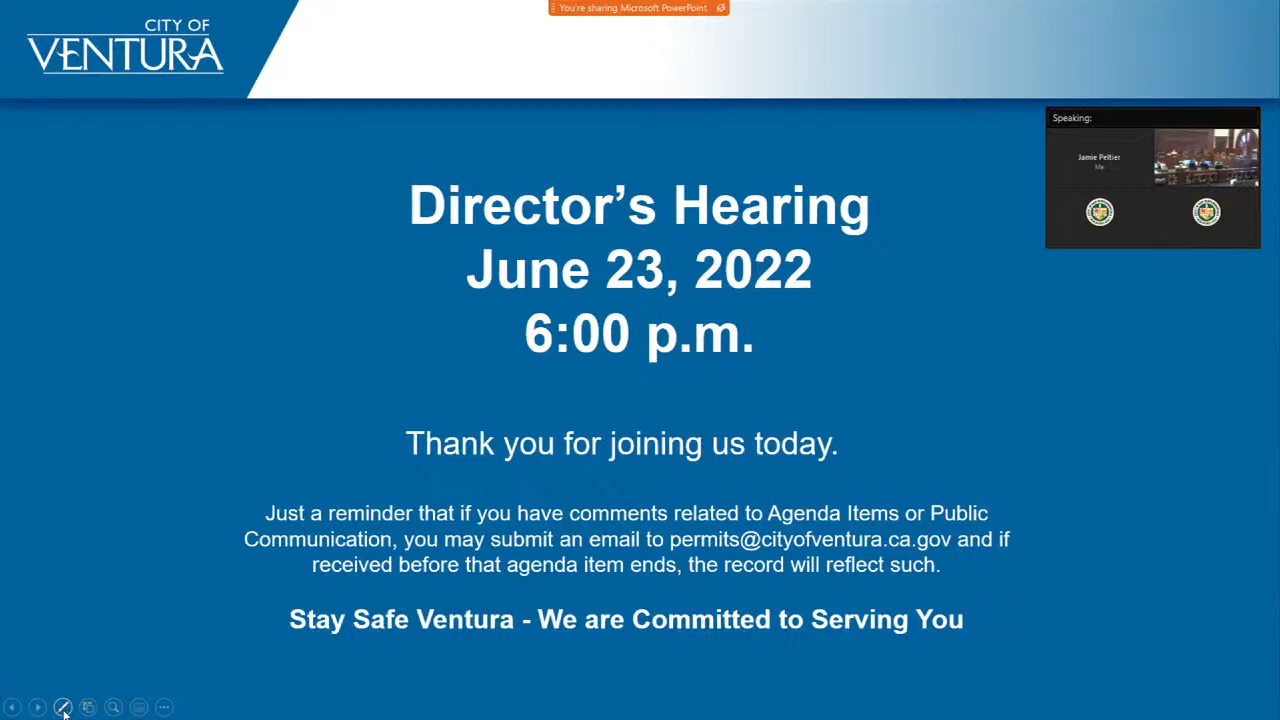 You're sharing Microsoft PowerPoint
CITY OF
VENTURA
Speaking:
Jamie Peltier
Me
Director’s Hearing
June 23, 2022
6:00 p.m.
Thank you for joining us today.
Just a reminder that if you have comments related to Agenda Items or Public
Communication, you may submit an email to permits@cityofventura.ca.gov and if
received before that agenda item ends, the record will reflect such.
Stay Safe Ventura - We are Committed to Serving You